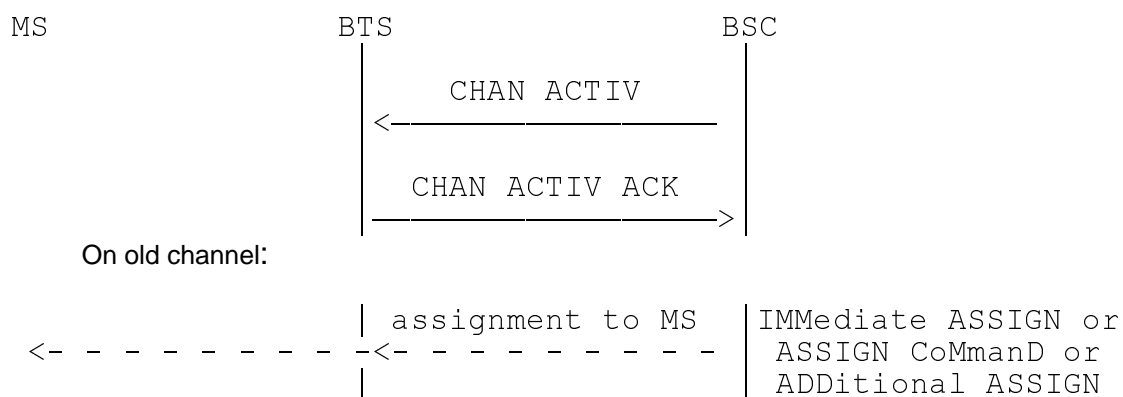 MS BTS BSC
CHAN ACTIV
CHAN ACTIV ACK
On old channel:
assignment to MS IMMediate ASSIGN or
ASSIGN CoMmanD or
ADDitional ASSIGN